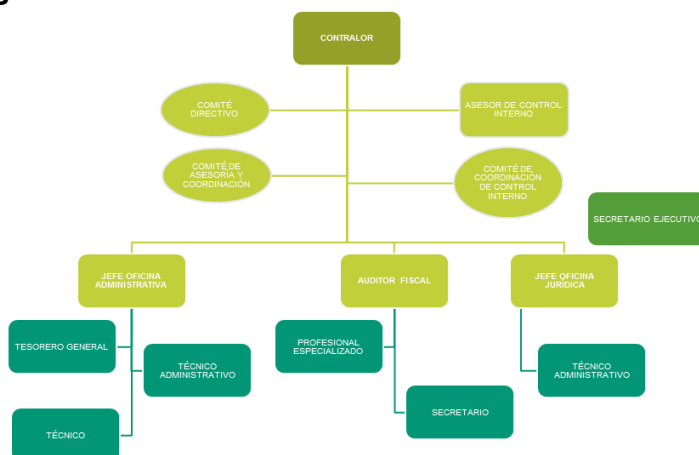 CONTRALOR
COMITÉ
DIRECTIVO
ASESOR DE CONTROL
INTERNO
COMITÉ DE
ASESORÍA Y
COORDINACIÓN
COMITÉ DE
COORDINACIÓN
DE CONTROL
INTERNO
SECRETARIO EJECUTIVO
JEFE OFICINA
ADMINISTRATIVA
AUDITOR FISCAL
JEFE OFICINA
JURÍDICA
TESORERO GENERAL
TÉCNICO
ADMINISTRATIVO
PROFESIONAL
ESPECIALIZADO
TÉCNICO
ADMINISTRATIVO
SECRETARIO
TÉCNICO